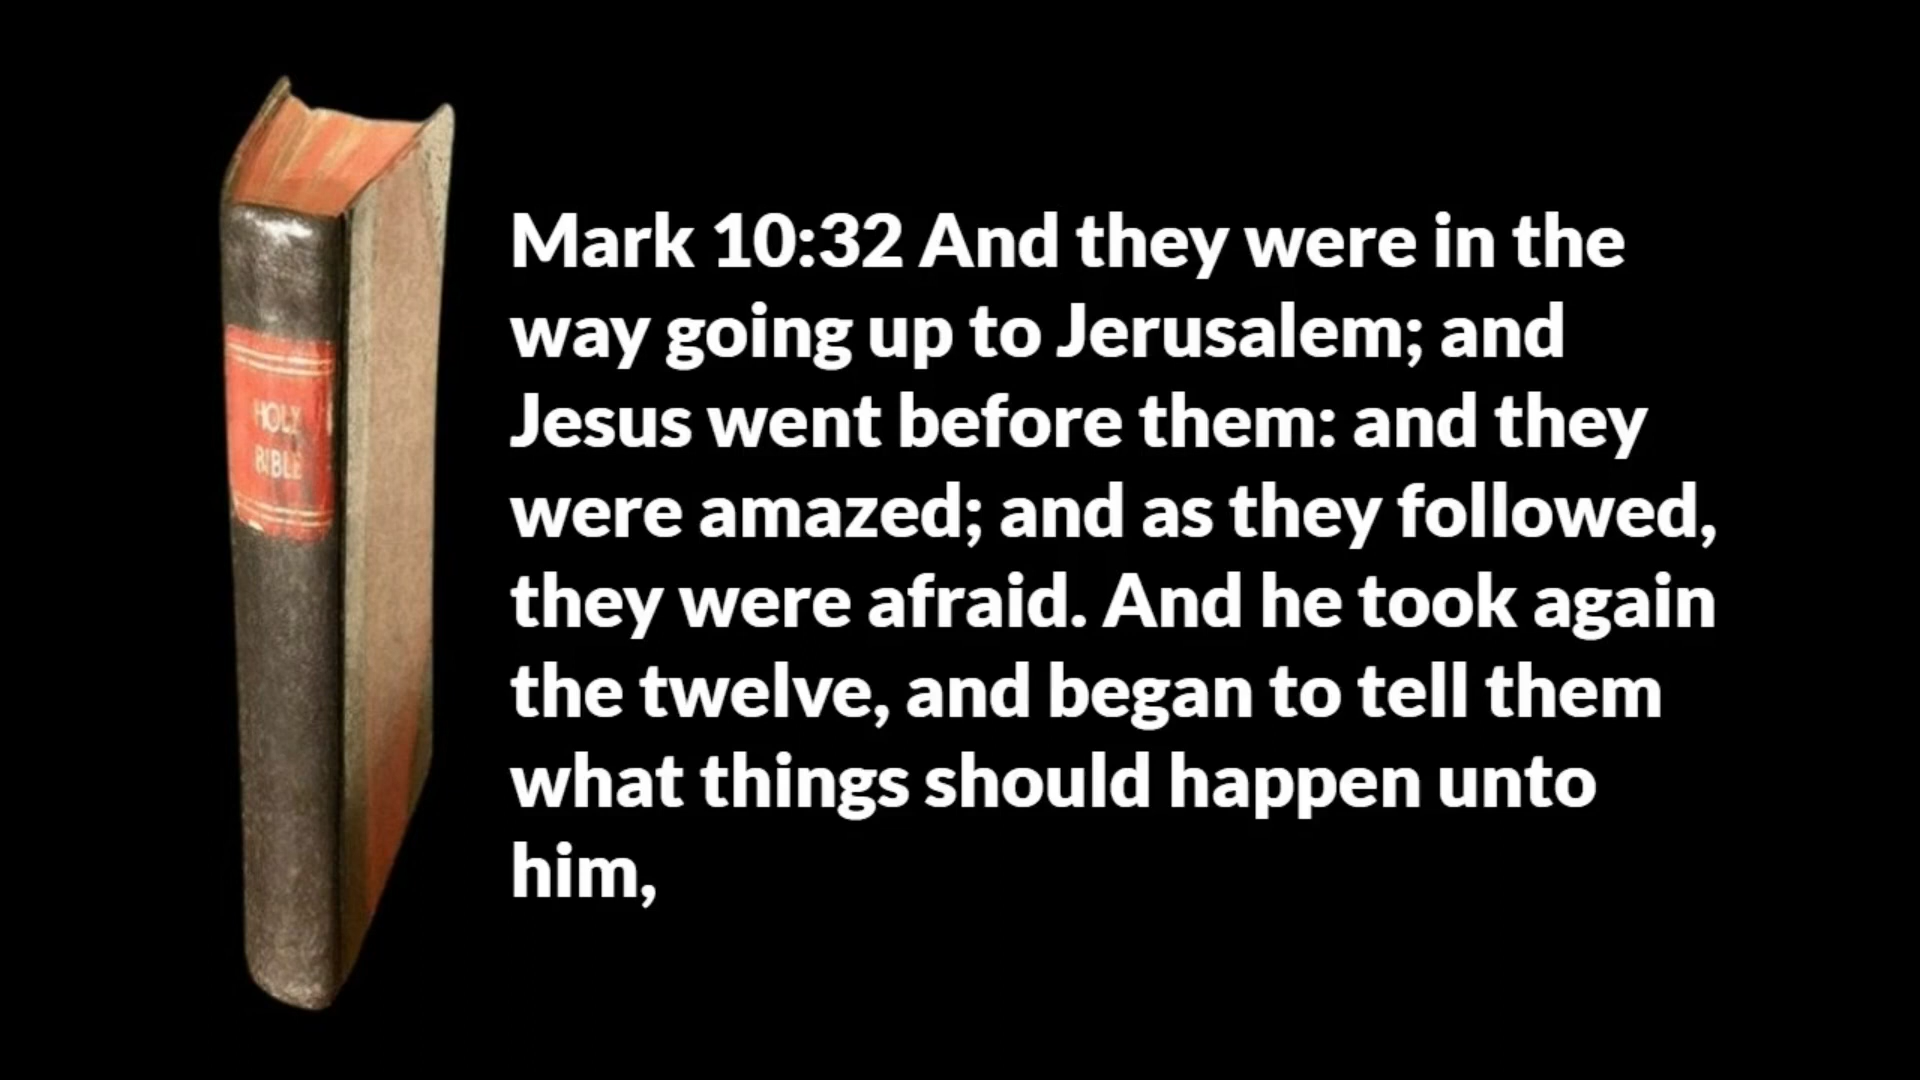 HOLY
BIBLE
Mark 10:32 And they were in the
way going up to Jerusalem; and
Jesus went before them: and they
were amazed; and as they followed,
they were afraid. And he took again
the twelve, and began to tell them
what things should happen unto
him,